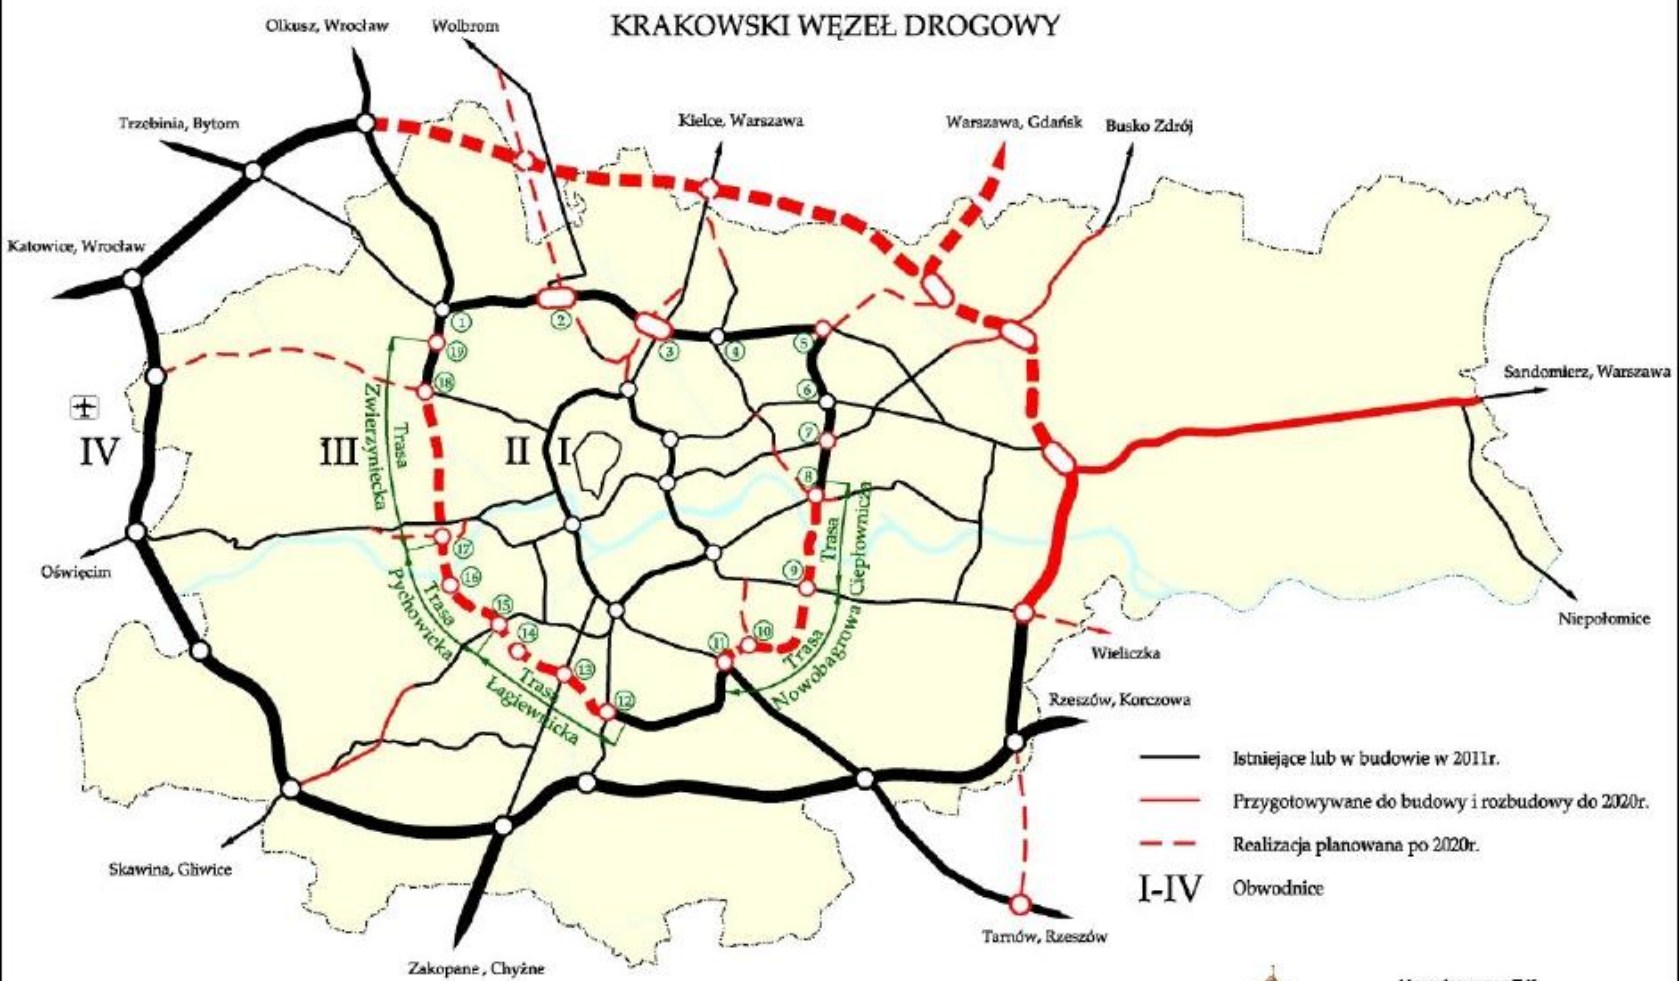 KRAKOWSKI WĘZEŁ DROGOWY
Olkusz, Wrocław
Wolbrom
Trzebinia, Bytom
Kielce, Warszawa
Warszawa, Gdańsk
Busko Zdrój
Katowice, Wrocław
Sandomierz, Warszawa
1
2
3
4
5
19
18
6
7
8
IV
III
II
I
Trasa
Zwierzyniecka
Trasa
Ciepłownicza
17
16
9
Oświęcim
Trasa
Pychowicka
15
14
13
12
11
10
Trasa
Nowobagrowa
Niepołomice
Wieliczka
Trasa
Łagiewnicka
Rzeszów, Korczowa
Istniejące lub w budowie w 2011r.
Przygotowywane do budowy i rozbudowy do 2020r.
Realizacja planowana po 2020r.
I-IV Obwodnice
Skawina, Gliwice
Tarnów, Rzeszów
Zakopane, Chyżne